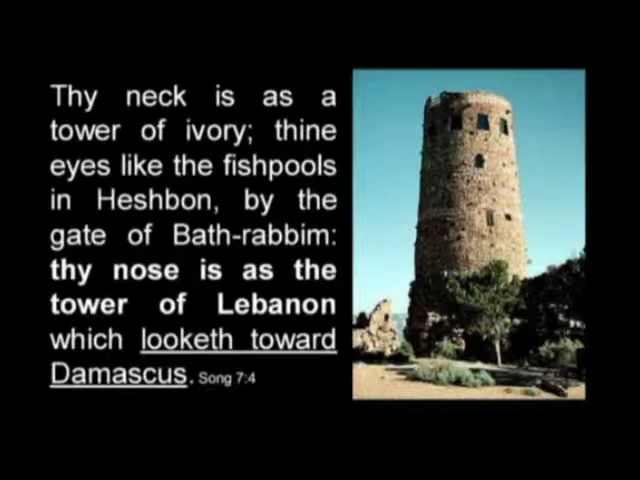 Thy neck is as a
tower of ivory; thine
eyes like the fishpools
in Heshbon, by the
gate of Bath-rabbim:
thy nose is as the
tower of Lebanon
which looketh toward
Damascus. Song 7:4